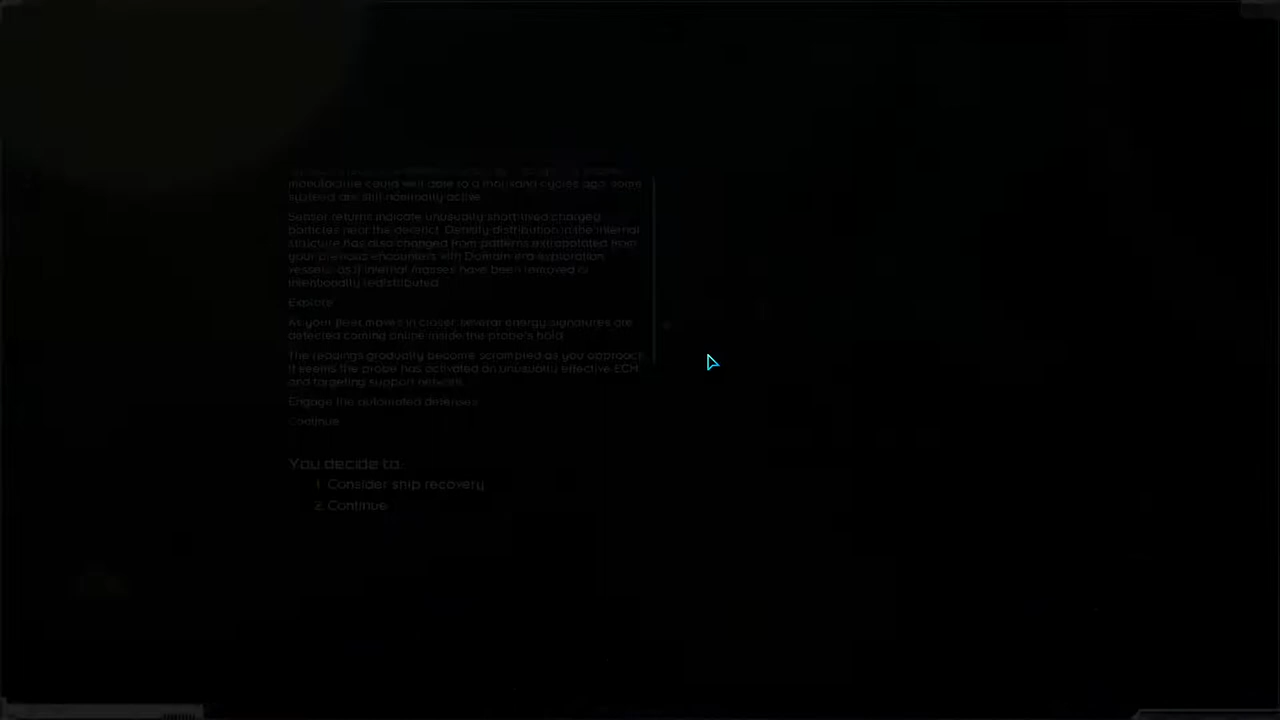 manufacture could well date to a thousand cycles ago, some
systems are still nominally active.
Sensor returns indicate unusually short-lived charged
particles near the derelict. Density distribution in the internal
structure has also changed from patterns extrapolated from
your previous encounters with Domain-era exploration
vessels, as if internal masses have been removed or
intentionally redistributed.
Explore
As your fleet moves in closer, several energy signatures are
detected coming online inside the probe's hold.
The readings gradually become scrambled as you approach.
It seems the probe has activated an unusually effective ECM
and targeting support network.
Engage the automated defenses
Continue
You decide to:
1. Consider ship recovery
2. Continue